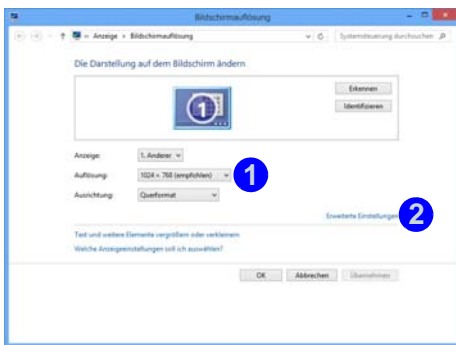 Bildschirmauflösung
Anzeige Bildschirmauflösung
Systemsteuerung durchsuchen
Die Darstellung auf dem Bildschirm ändern
1
Erkennen
Identifizieren
Anzeige: 1. Anderer
Auflösung: 1024 × 768 (empfohlen) 1
Ausrichtung: Querformat
Erweiterte Einstellungen 2
Text und weitere Elemente vergrößern oder verkleinern
Welche Anzeigeeinstellungen soll ich auswählen?
OK Abbrechen Übernehmen